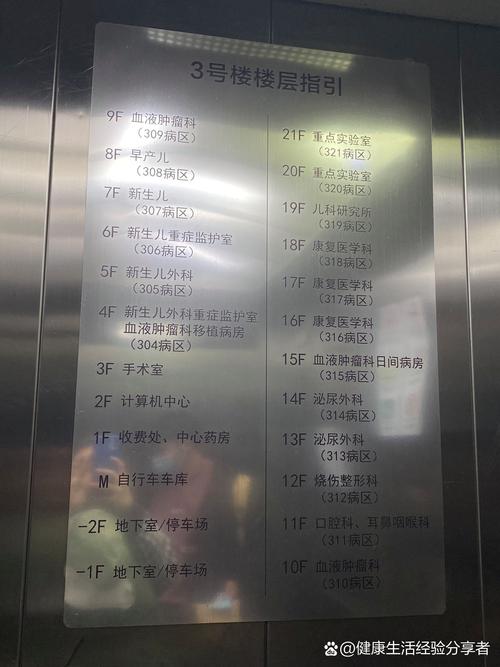 3号楼楼层指引
9F 血液肿瘤科
(309病区)
8F 早产儿
(308病区)
7F 新生儿
(307病区)
6F 新生儿重症监护室
(306病区)
5F 新生儿外科
(305病区)
4F 新生儿外科重症监护室
血液肿瘤科移植病房
(304病区)
3F 手术室
2F 计算机中心
1F 收费处、中心药房
M 自行车车库
-2F 地下室/停车场
-1F 地下室/停车场
21F 重点实验室
(321病区)
20F 重点实验室
(320病区)
19F 儿科研究所
(319病区)
18F 康复医学科
(318病区)
17F 康复医学科
(317病区)
16F 康复医学科
(316病区)
15F 血液肿瘤科日间病房
(315病区)
14F 泌尿外科
(314病区)
13F 泌尿外科
(313病区)
12F 烧伤整形科
(312病区)
11F 口腔科、耳鼻咽喉科
(311病区)
10F 血液肿瘤科
(310病区)
@健康生活经验分享者